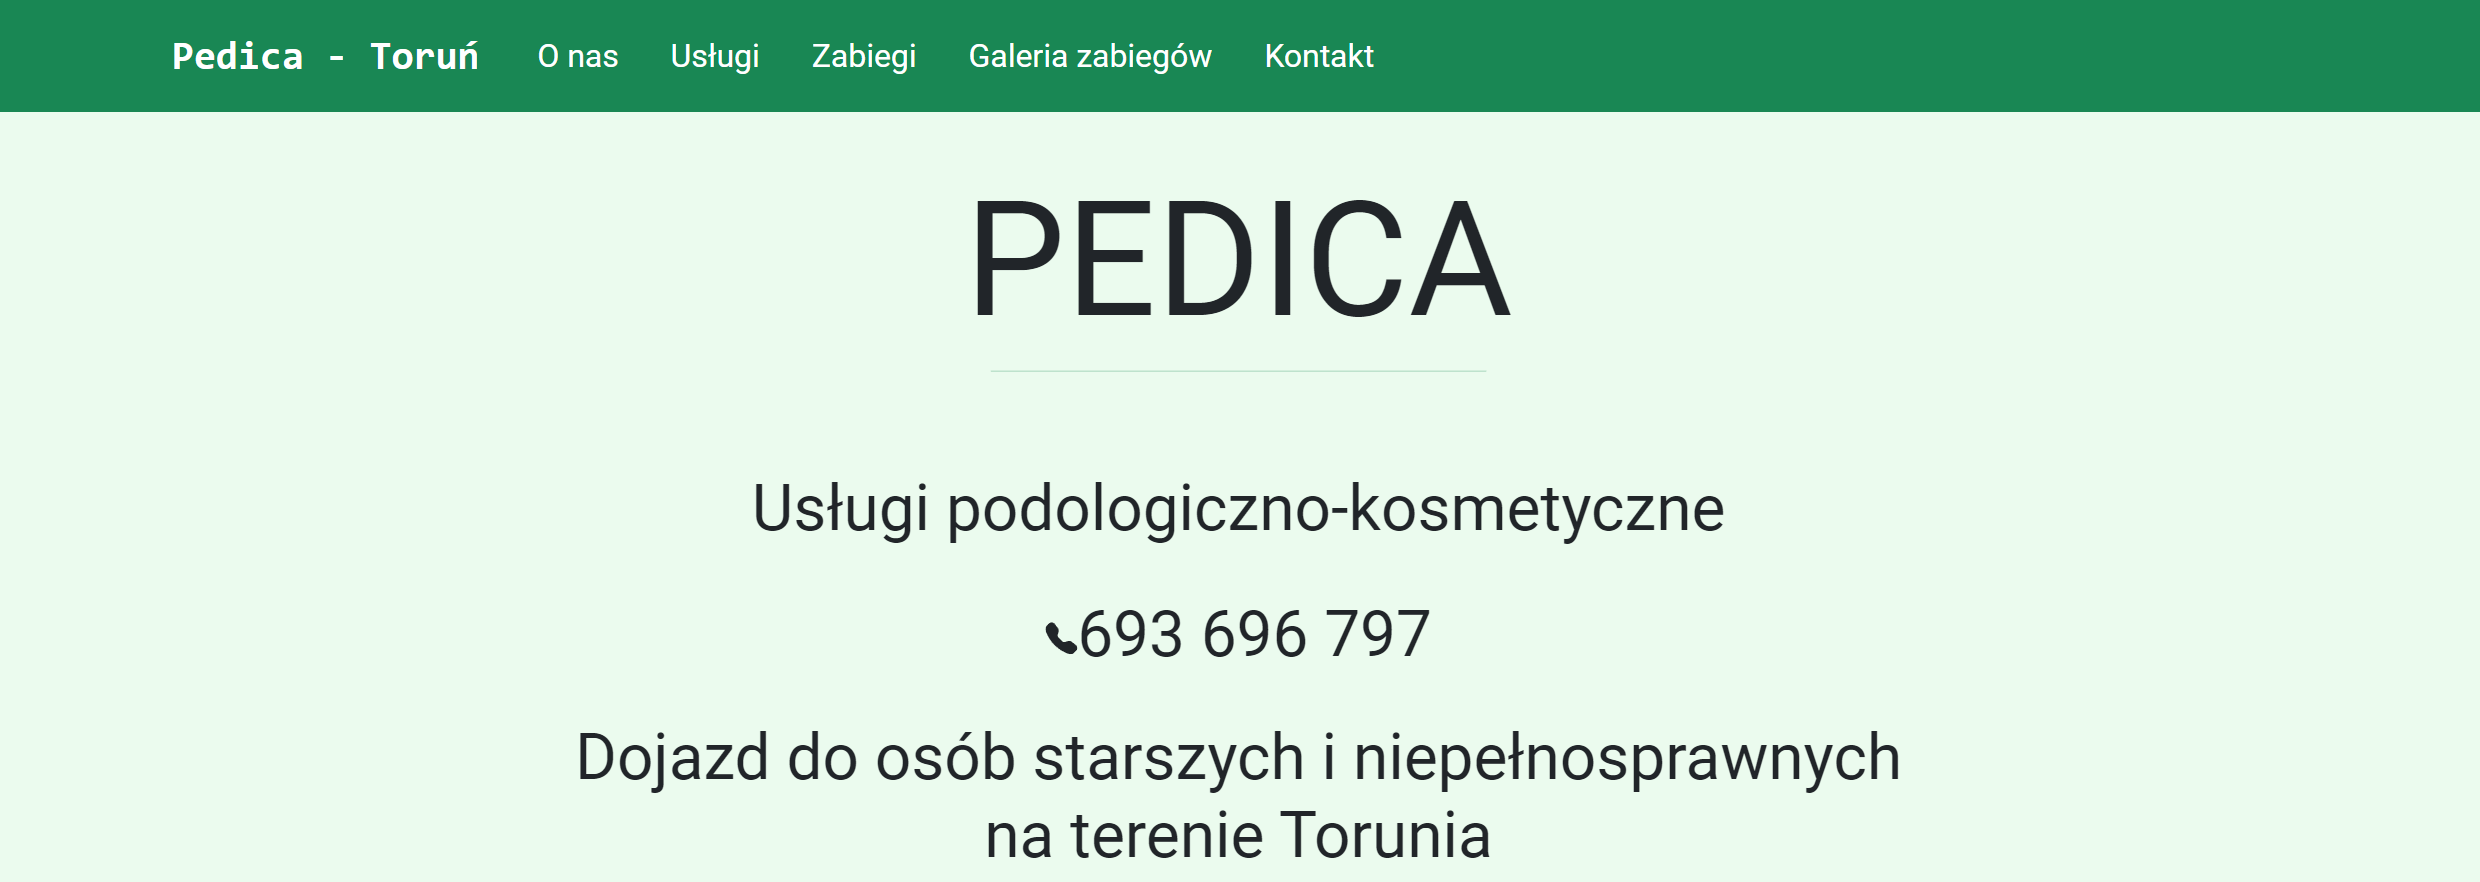 Pedica - Toruń O nas Usługi Zabiegi Galeria zabiegów Kontakt
PEDICA
Usługi podologiczno-kosmetyczne
693 696 797
Dojazd do osób starszych i niepełnosprawnych
na terenie Torunia